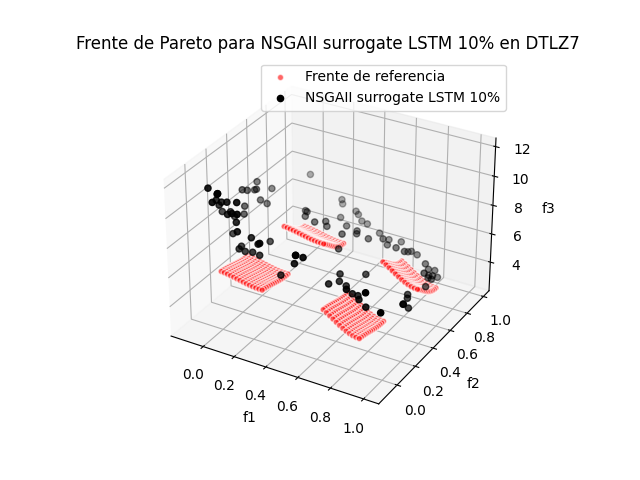 Frente de Pareto para NSGAII surrogate LSTM 10% en DTLZ7
Frente de referencia
NSGAII surrogate LSTM 10%
12
10
8
6
4
f3
1.0
0.8
0.6
0.4
0.2
0.0
f2
0.0
0.2
0.4
0.6
0.8
1.0
f1